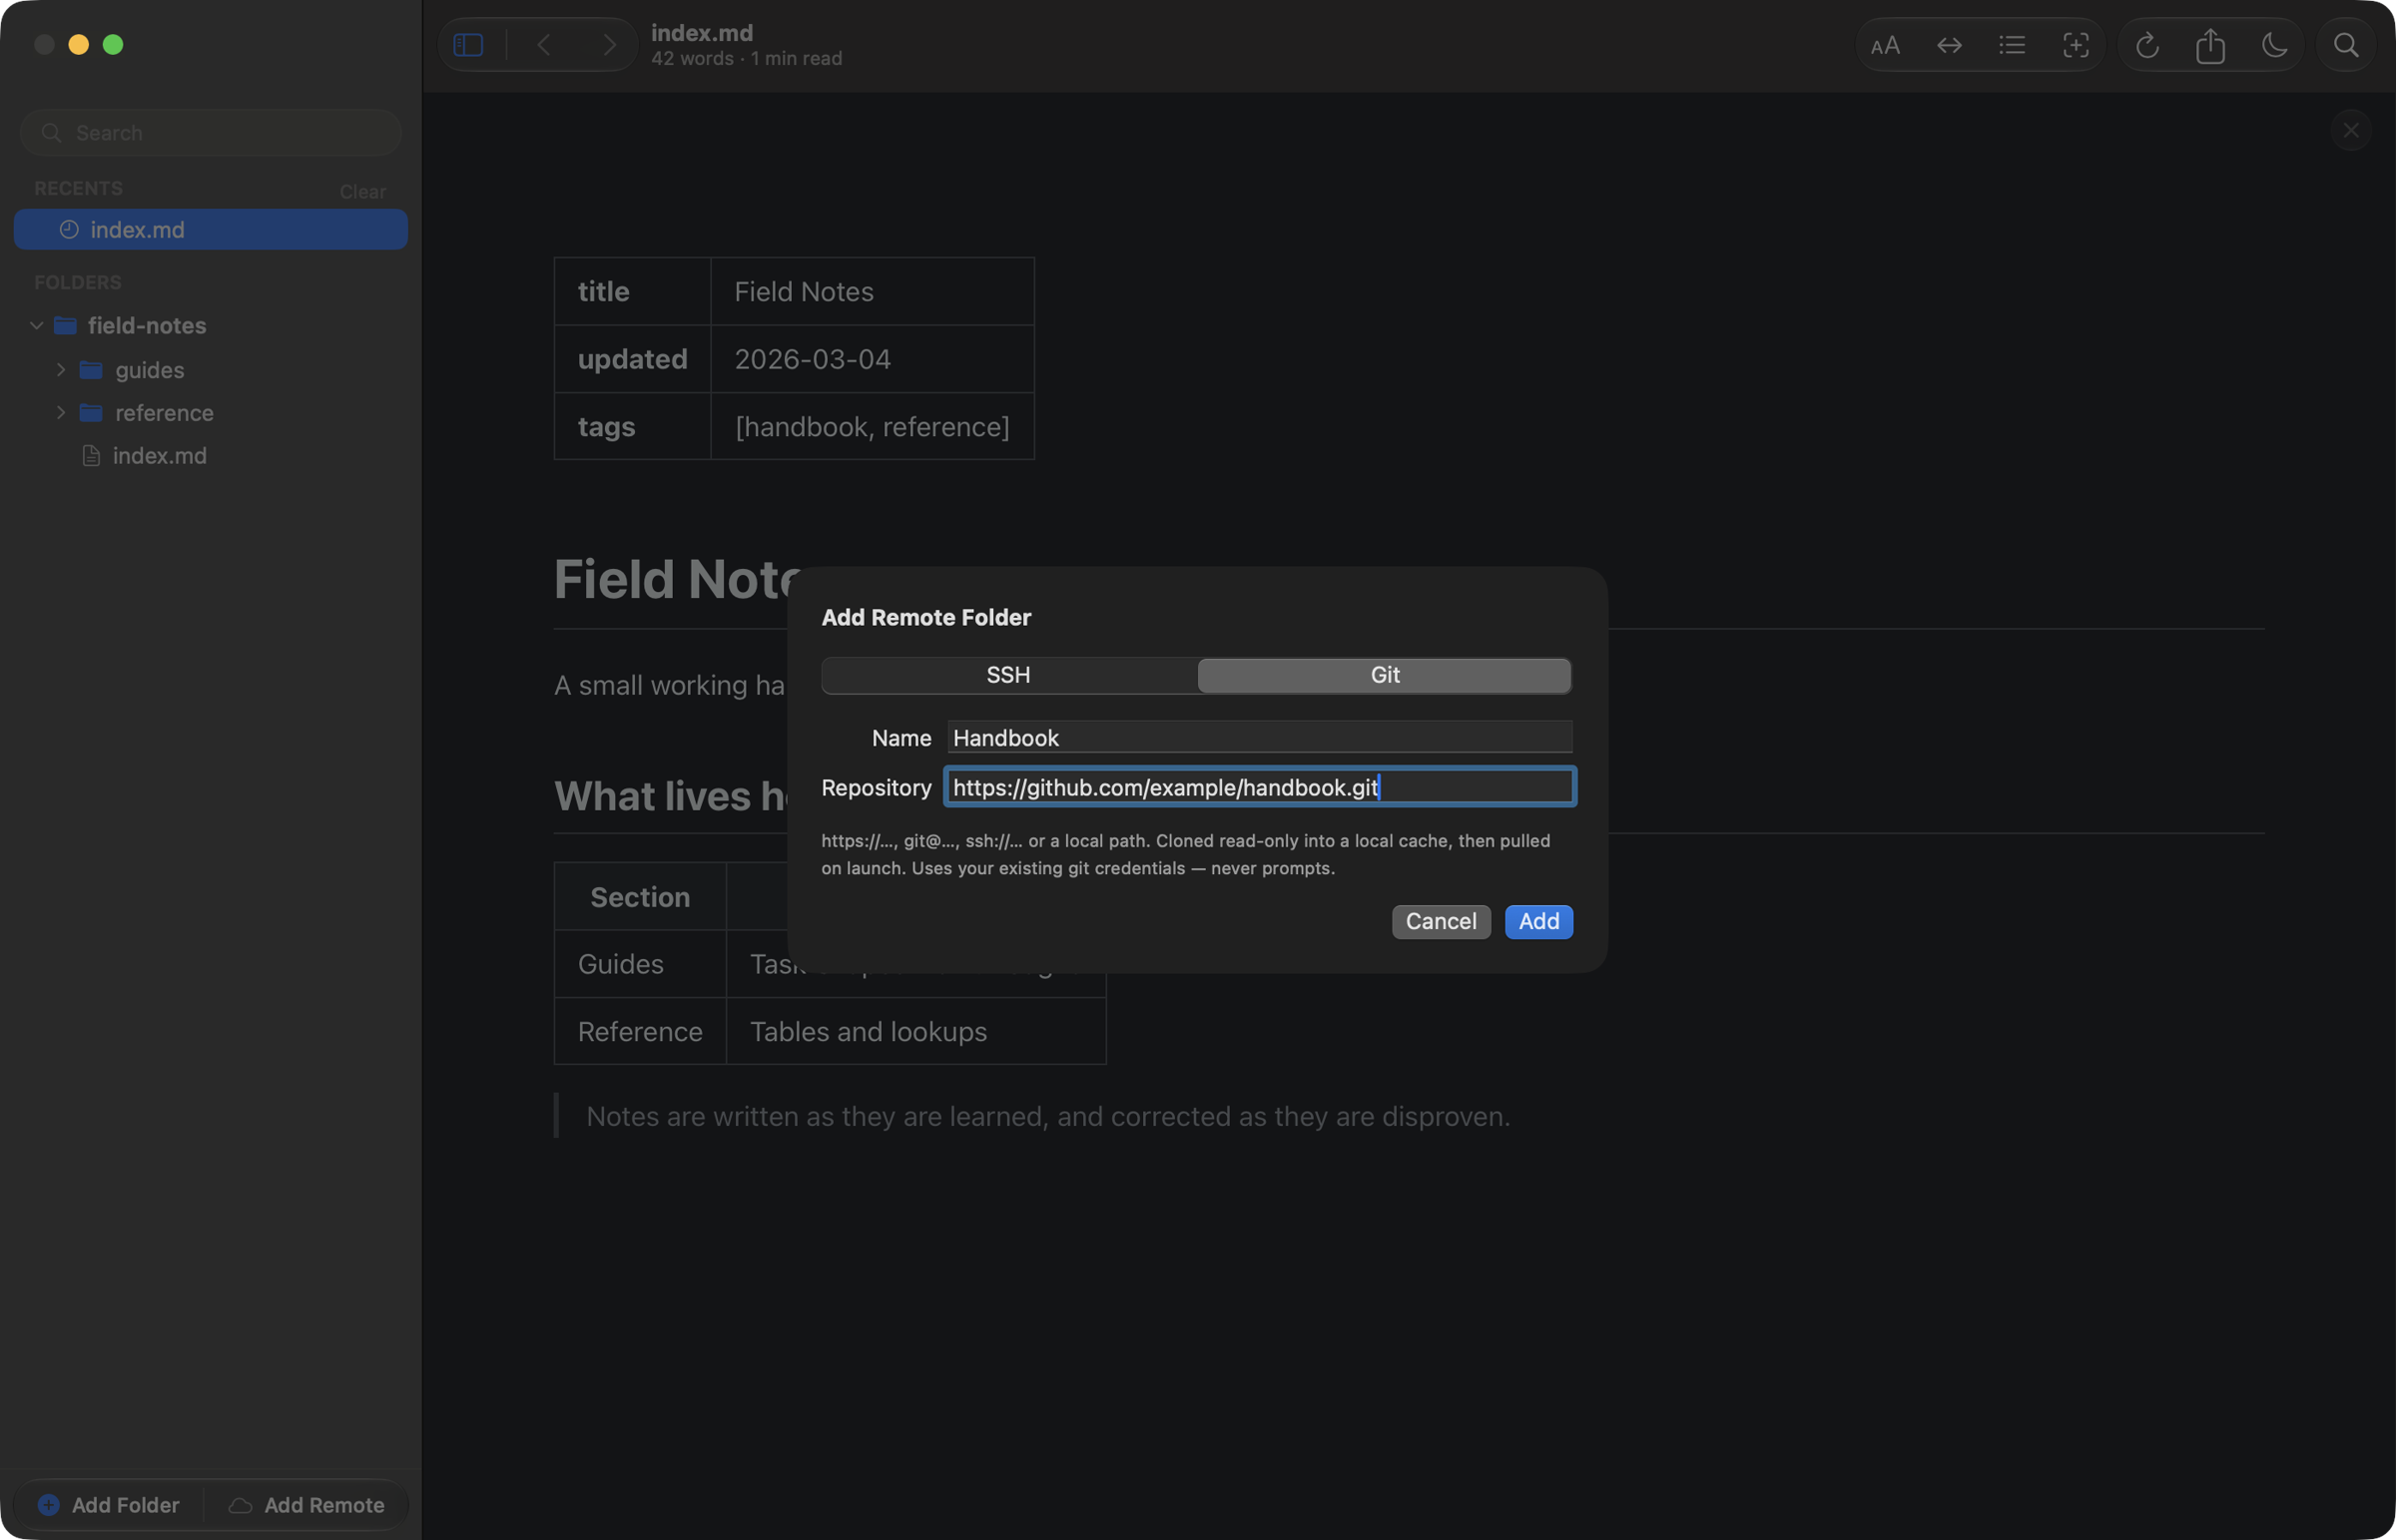 index.md
42 words · 1 min read
AA
Search
RECENTS
Clear
index.md
FOLDERS
field-notes
guides
reference
index.md
title Field Notes
updated 2026-03-04
tags [handbook, reference]
Field Note
A small working ha
What lives h
Section
Guides Task
Reference Tables and lookups
Notes are written as they are learned, and corrected as they are disproven.
Add Remote Folder
SSH Git
Name Handbook
Repository https://github.com/example/handbook.git
https://…, git@…, ssh://… or a local path. Cloned read-only into a local cache, then pulled
on launch. Uses your existing git credentials — never prompts.
Cancel Add
Add Folder Add Remote